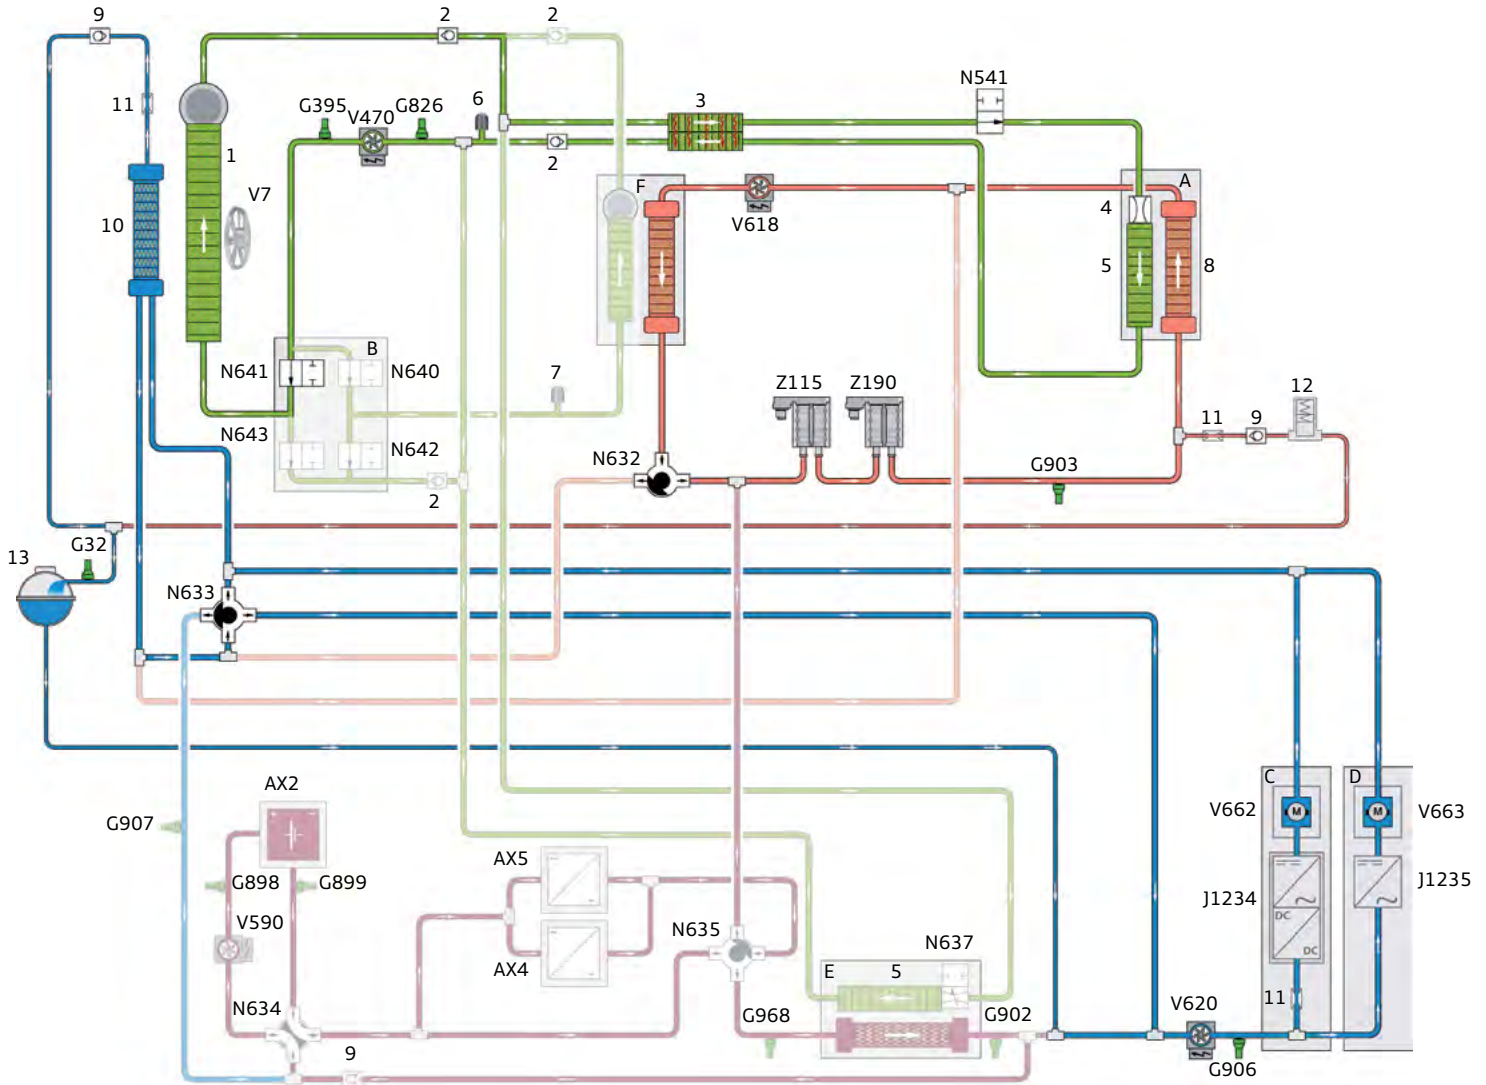 9
2
2
N541
11
G395
V470
G826
6
3
1
2
V7
F
A
10
V618
4
5
8
B
N641
N640
7
Z115
Z190
12
N643
N642
11
9
N632
G903
2
13
G32
N633
AX2
C
D
G907
V662
M
M
V663
AX5
G898
G899
J1235
J1234
V590
DC
N635
N637
DC
AX4
E
5
11
N634
G968
G902
V620
9
G906